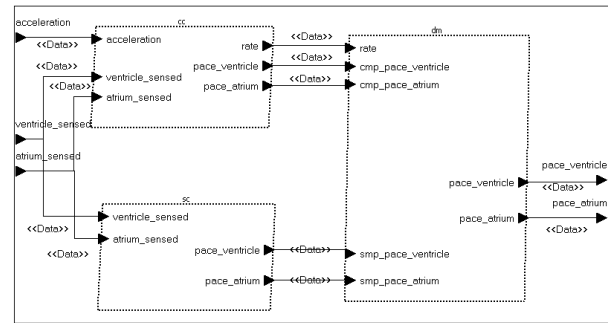 acceleration
<<Data>>
<<Data>>
<<Data>>
ventricle_sensed
atrium_sensed
<<Data>>
<<Data>>
cc
acceleration
ventricle_sensed
atrium_sensed
rate
pace_ventricle
pace_atrium
<<Data>>
<<Data>>
<<Data>>
sc
ventricle_sensed
atrium_sensed
pace_ventricle
pace_atrium
<<Data>>
<<Data>>
dm
rate
cmp_pace_ventricle
cmp_pace_atrium
smp_pace_ventricle
smp_pace_atrium
pace_ventricle
pace_atrium
pace_ventricle
<<Data>>
pace_atrium
<<Data>>